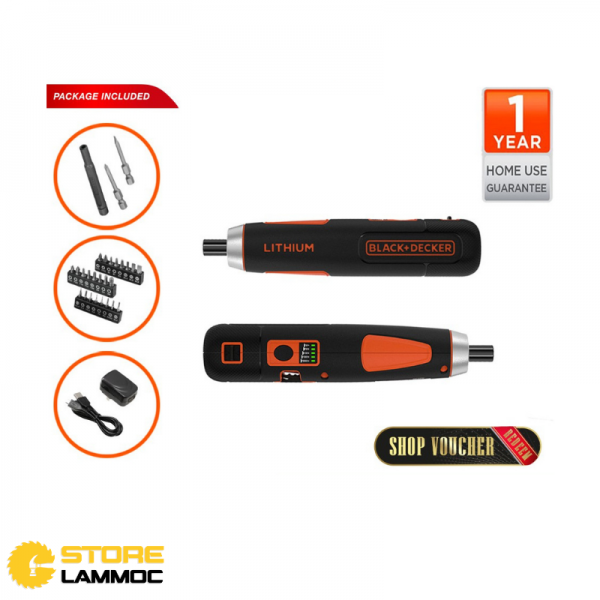 PACKAGE INCLUDED
1
YEAR
HOME USE
GUARANTEE
LITHIUM
BLACK+DECKER
SHOP VOUCHER
REDEEM
STORE
LAMMOC